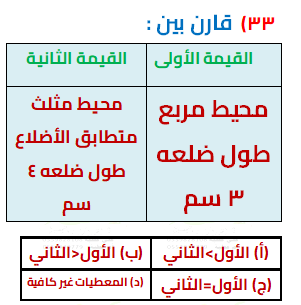 ٣٣) قارن بين :
القيمة الأولى
القيمة الثانية
محيط مربع
طول ضلعه
٣ سم
محيط مثلث
متطابق الأضلاع
طول ضلعه ٤
سم
(أ) الأول>الثاني
(ب) الأول<الثاني
(ج) الأول=الثاني
(د) المعطيات غير كافية